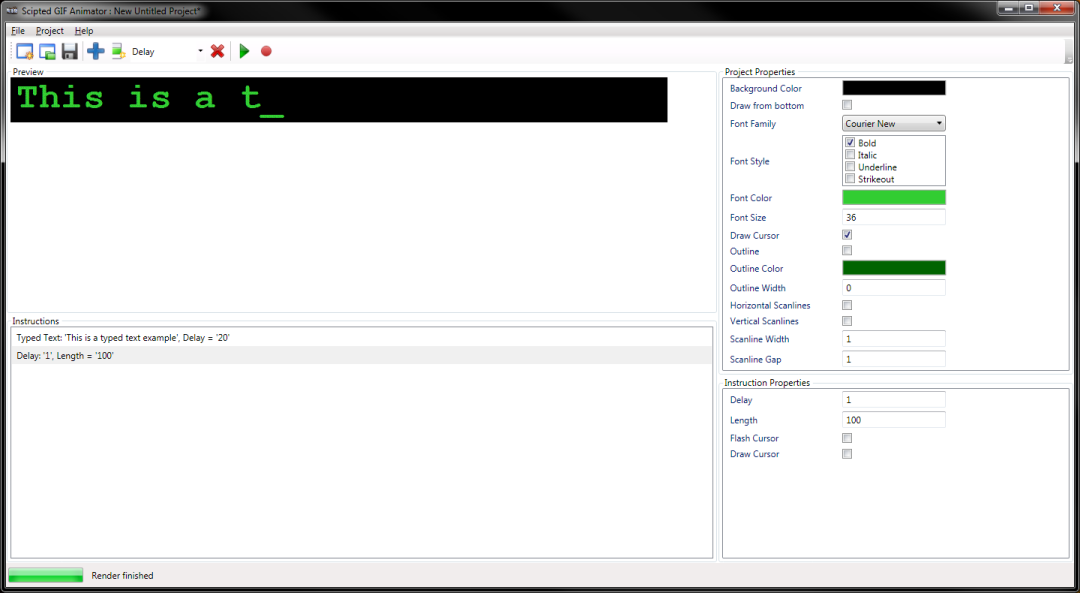 Scipted GIF Animator : New Untitled Project*
File Project Help
Delay
Preview
This is a t_
Instructions
Typed Text: 'This is a typed text example', Delay = '20'
Delay: '1', Length = '100'
Project Properties
Background Color
Draw from bottom
Font Family Courier New
Font Style
Bold
Italic
Underline
Strikeout
Font Color
Font Size 36
Draw Cursor
Outline
Outline Color
Outline Width 0
Horizontal Scanlines
Vertical Scanlines
Scanline Width 1
Scanline Gap 1
Instruction Properties
Delay 1
Length 100
Flash Cursor
Draw Cursor
Render finished